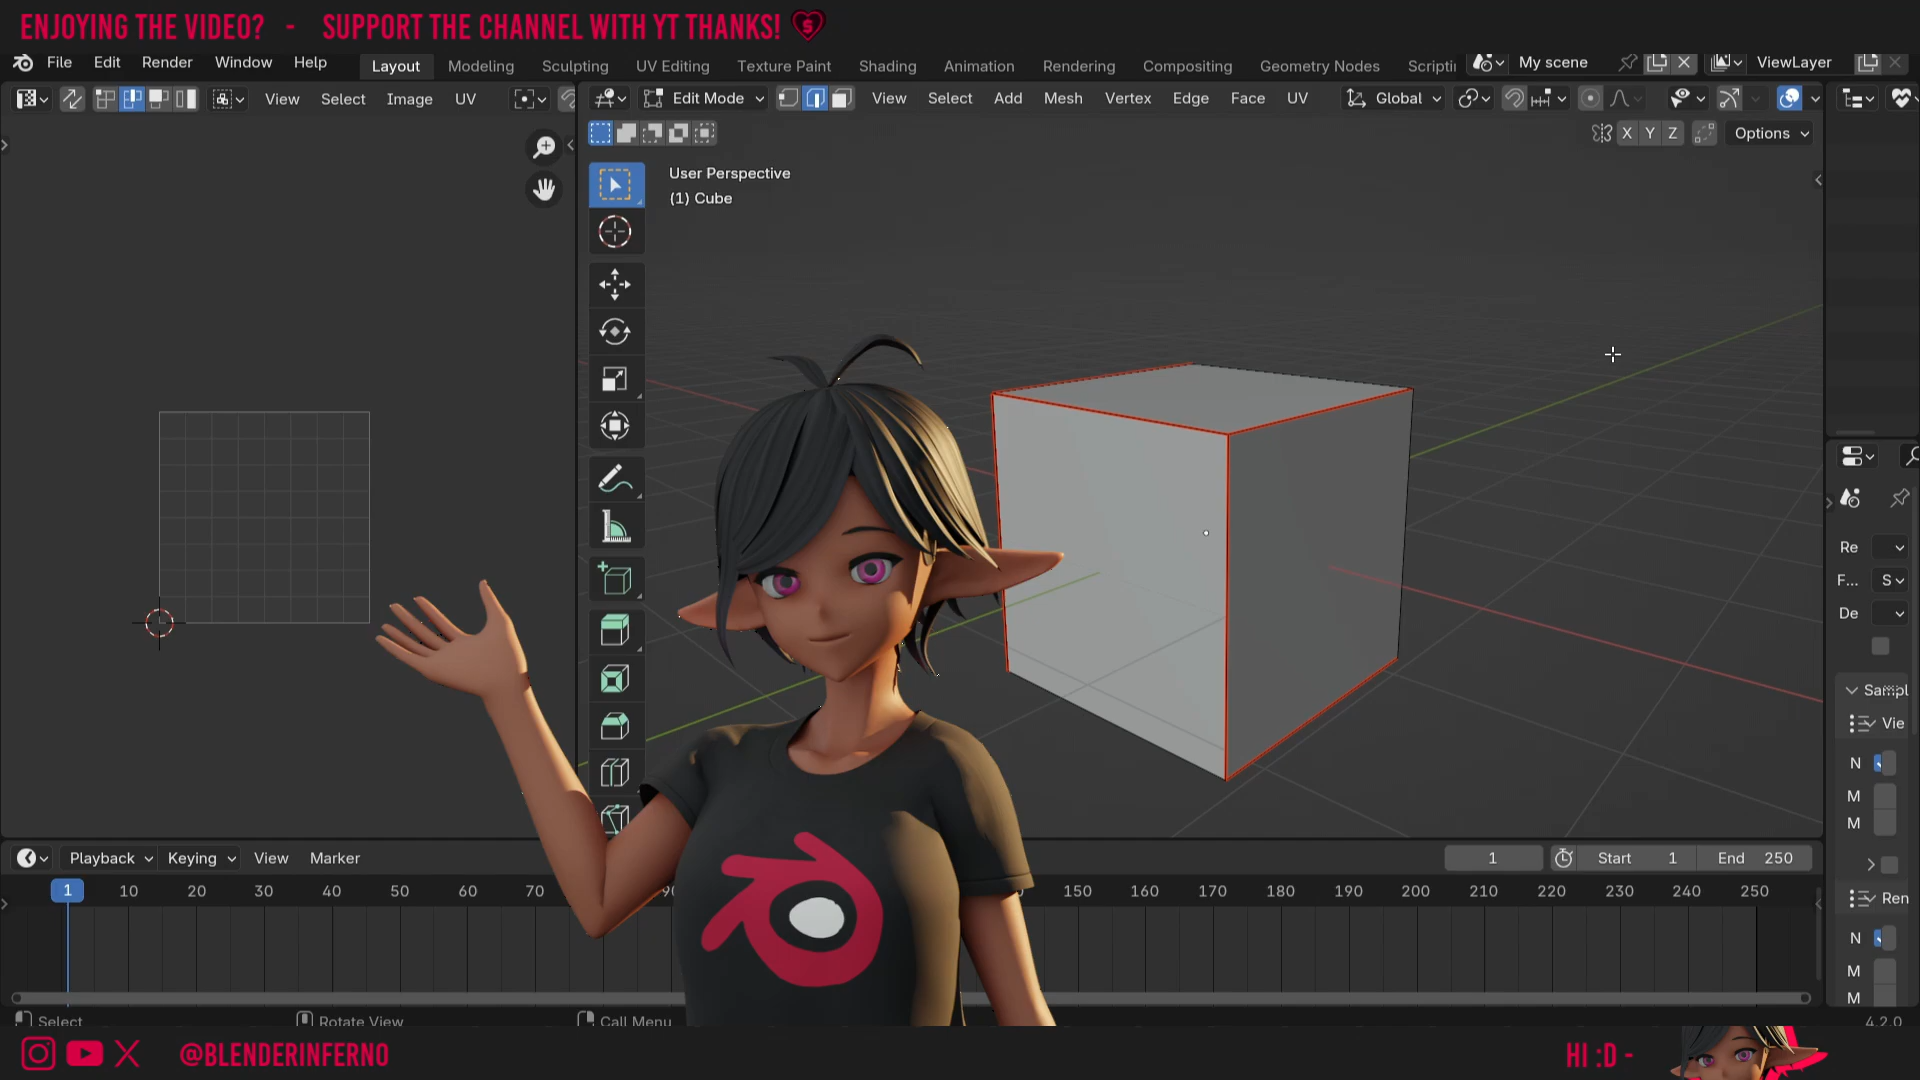 ENJOYING THE VIDEO? - SUPPORT THE CHANNEL WITH YT THANKS!
File Edit Render Window Help Layout Modeling Sculpting UV Editing Texture Paint Shading Animation Rendering Compositing Geometry Nodes Scripti My scene ViewLayer
View Select Image UV Edit Mode View Select Add Mesh Vertex Edge Face UV Global
X Y Z Options
User Perspective
(1) Cube
Re
F... S
De
Sampl
Vie
N
M
M
Playback Keying View Marker 1 Start 1 End 250
1 10 20 30 40 50 60 70 150 160 170 180 190 200 210 220 230 240 250
Ren
N
M
M
Select Rotate View Call Menu 4.2.0
@BLENDERINFERNO HI :D -